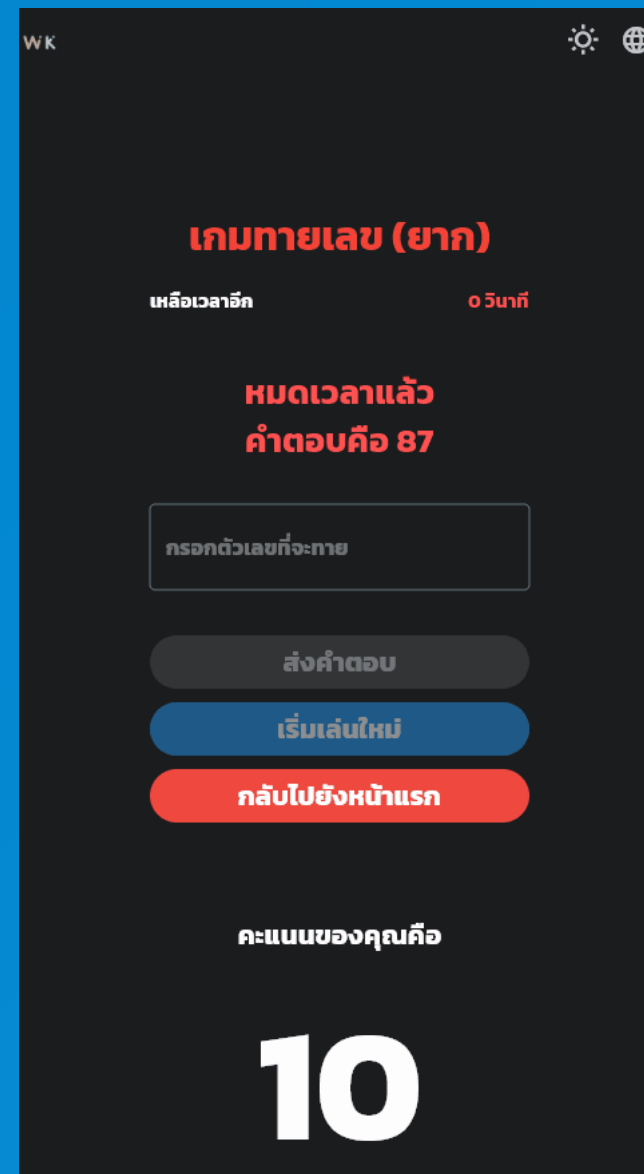 WK
เกมทายเลข (ยาก)
เหลือเวลาอีก 0 วินาที
หมดเวลาแล้ว
คำตอบคือ 87
กรอกตัวเลขที่จะทาย
ส่งคำตอบ
เริ่มเล่นใหม่
กลับไปยังหน้าแรก
คะแนนของคุณคือ
10